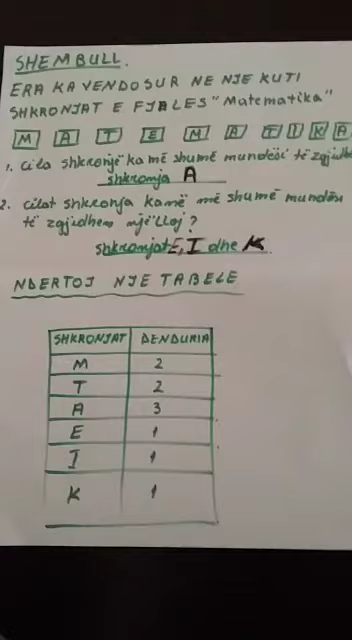 SHEMBULL.
ERA KA VENDOSUR NE NJE KUTI
SHKRONJAT E FJALES "Matematika"
M A T E M A T I K A
1. Cila shkronjë ka më shumë mundësi të zgjidhet
shkronja A
2. Cilat shkronja kanë më shumë mundësi
të zgjidhen njëlloj?
shkronjat E, I dhe K
NDERTOJ NJE TABELE
SHKRONJAT DENDURIA
M 2
T 2
A 3
E 1
I 1
K 1